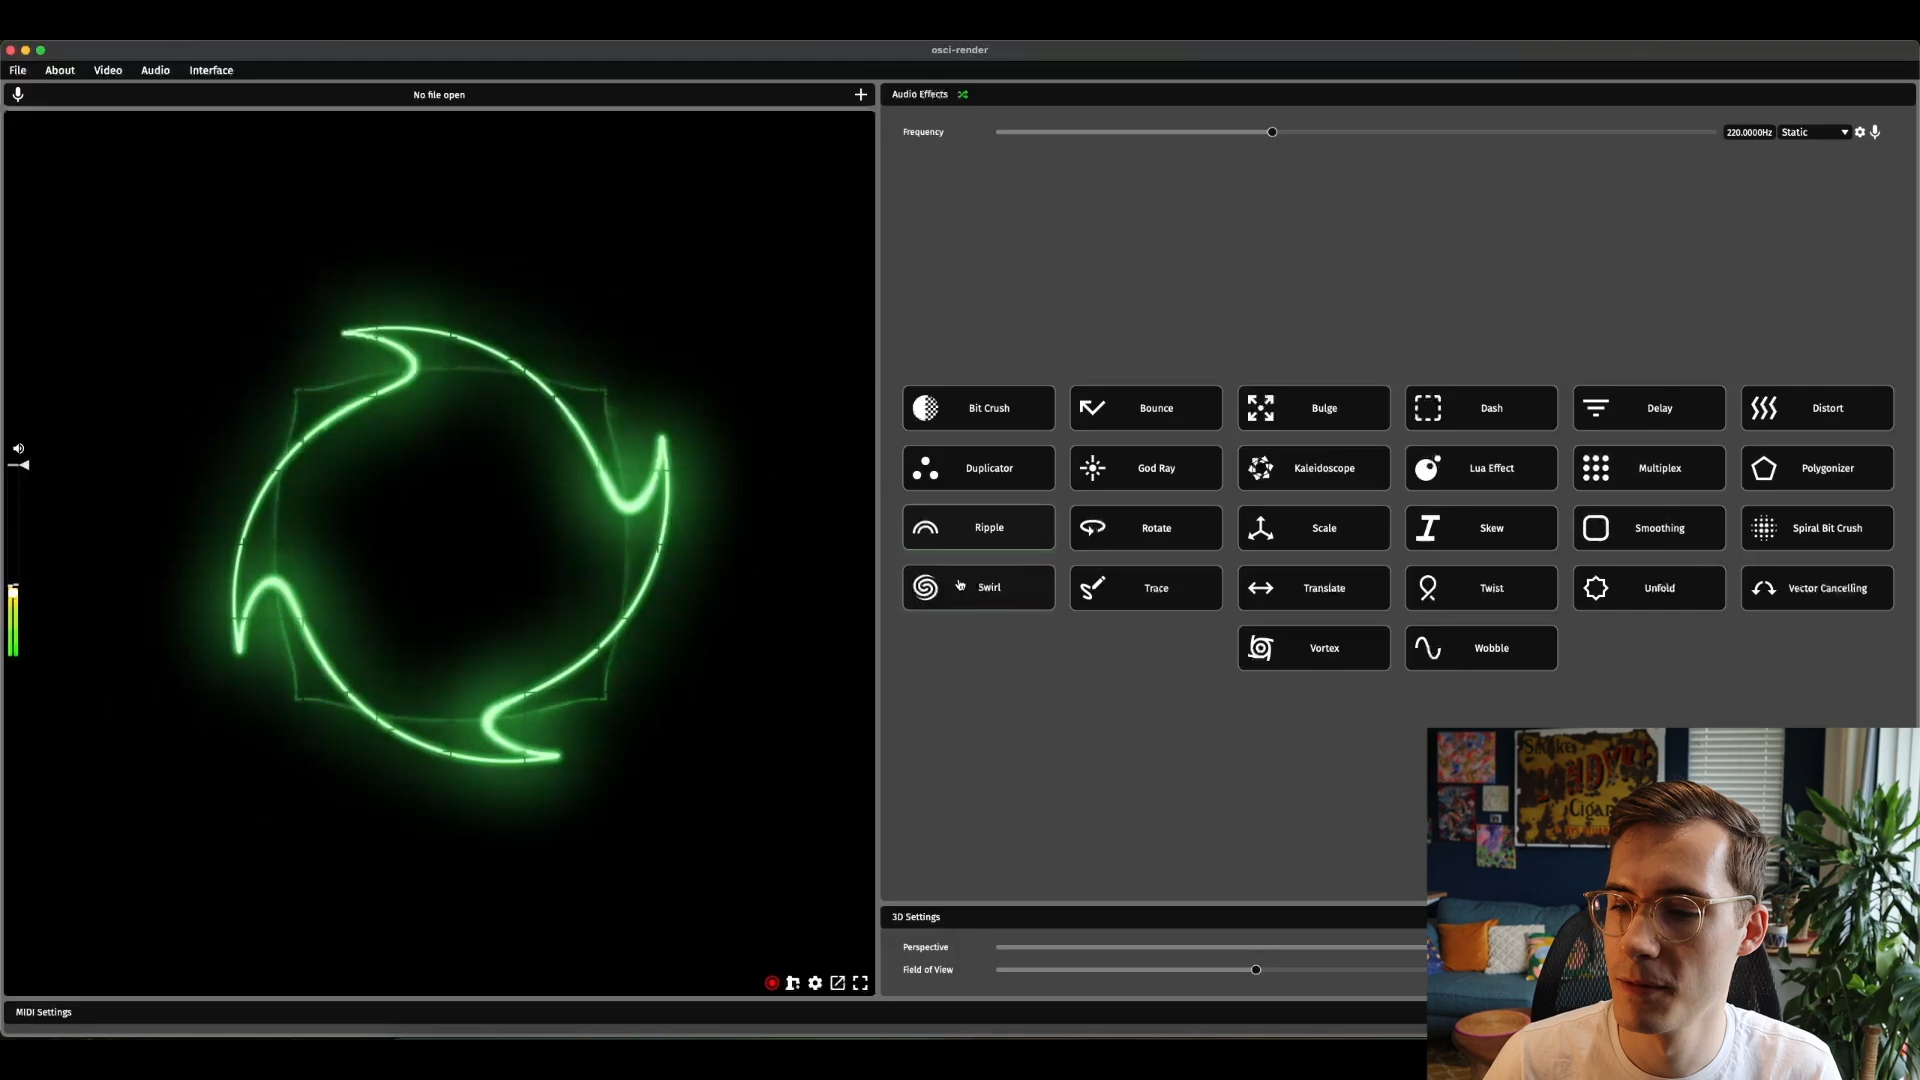 osci-render
File About Video Audio Interface
No file open
Audio Effects
Frequency 220.0000Hz Static
Bit Crush Bounce Bulge Dash Delay Distort
Duplicator God Ray Kaleidoscope Lua Effect Multiplex Polygonizer
Ripple Rotate Scale Skew Smoothing Spiral Bit Crush
Swirl Trace Translate Twist Unfold Vector Cancelling
Vortex Wobble
3D Settings
Perspective
Field of View
MIDI Settings